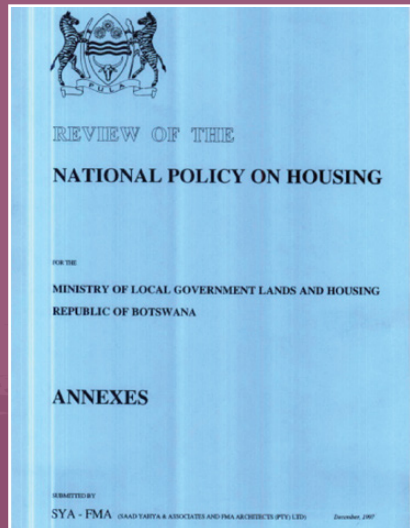 PULA
REVIEW OF THE
NATIONAL POLICY ON HOUSING
FOR THE
MINISTRY OF LOCAL GOVERNMENT LANDS AND HOUSING
REPUBLIC OF BOTSWANA
ANNEXES
SUBMITTED BY
SYA - FMA (SAAD YAHYA & ASSOCIATES AND FMA ARCHITECTS (PTY) LTD) December, 1997